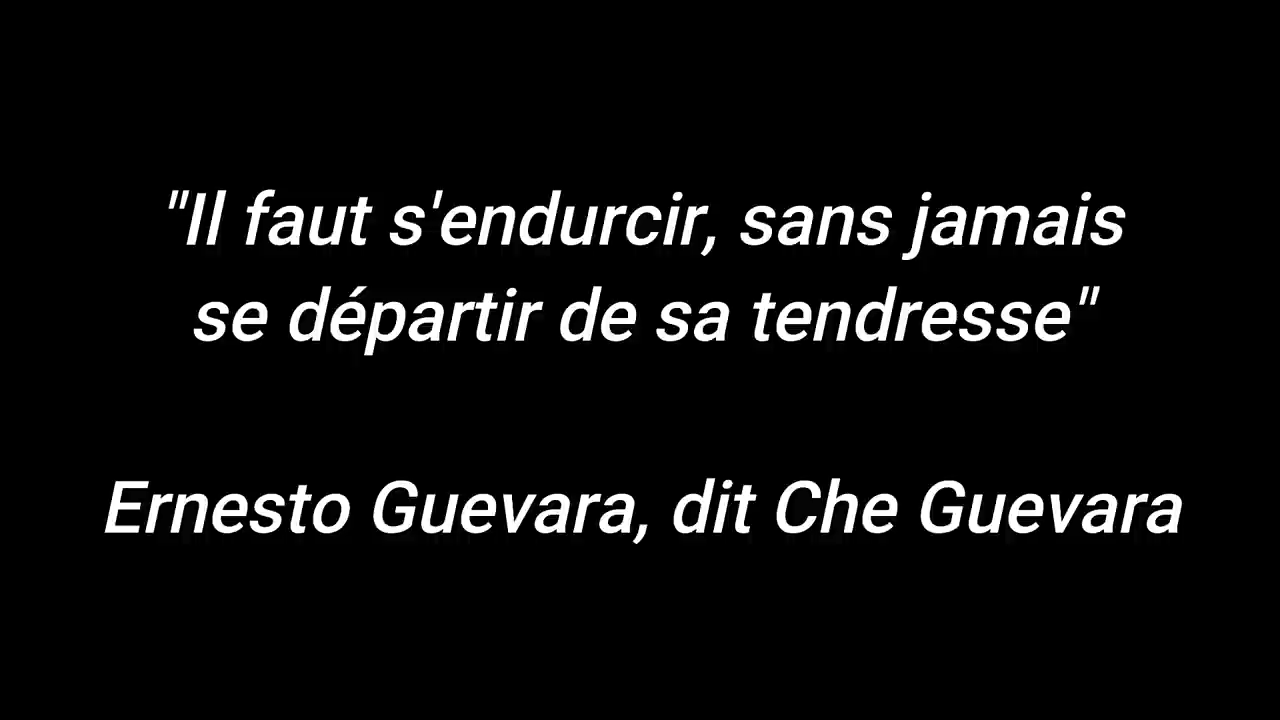 "Il faut s'endurcir, sans jamais
se départir de sa tendresse"
Ernesto Guevara, dit Che Guevara